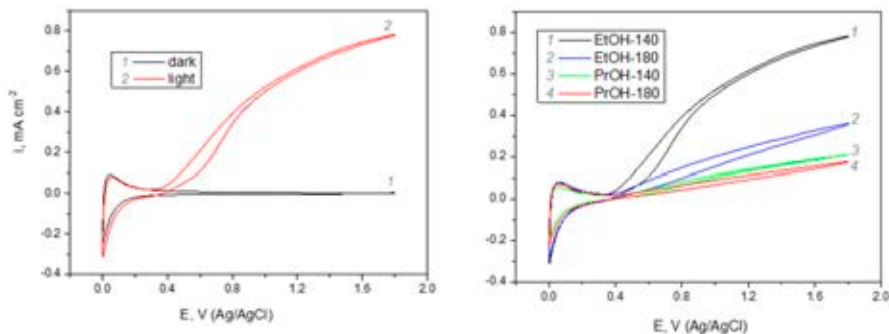 0.8
0.6
0.4
0.2
0.0
-0.2
-0.4
I, mA cm⁻²
1 dark
2 light
2
1
0.0 0.4 0.8 1.2 1.6 2.0
E, V (Ag/AgCl)
0.8
0.6
0.4
0.2
0.0
-0.2
-0.4
1 EtOH-140
2 EtOH-180
3 PrOH-140
4 PrOH-180
1
2
3
4
0.0 0.4 0.8 1.2 1.6 2.0
E, V (Ag/AgCl)